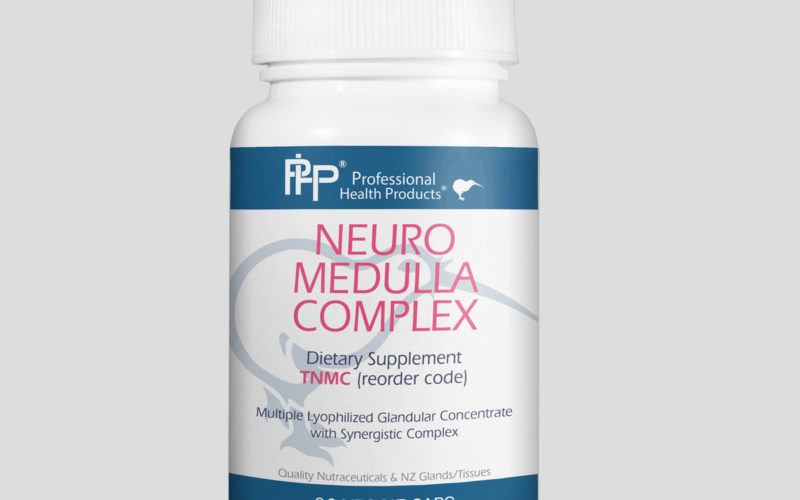 PHP® Professional
Health Products®
NEURO
MEDULLA
COMPLEX
Dietary Supplement
TNMC (reorder code)
Multiple Lyophilized Glandular Concentrate
with Synergistic Complex
Quality Nutraceuticals & NZ Glands/Tissues